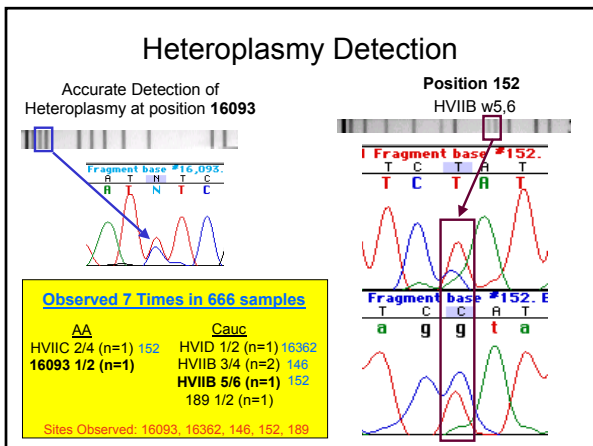 Heteroplasmy Detection
Accurate Detection of
Heteroplasmy at position 16093
Fragment base #16,093.
A T N T C
A T N T C
Position 152
HVIIB w5,6
Fragment base #152.
T C T A T
T C T A T
Fragment base #152. E
T C C A T
a g g t a
Observed 7 Times in 666 samples
AA
HVIIC 2/4 (n=1) 152
16093 1/2 (n=1)
Cauc
HVID 1/2 (n=1) 16362
HVIIB 3/4 (n=2) 146
HVIIB 5/6 (n=1) 152
189 1/2 (n=1)
Sites Observed: 16093, 16362, 146, 152, 189